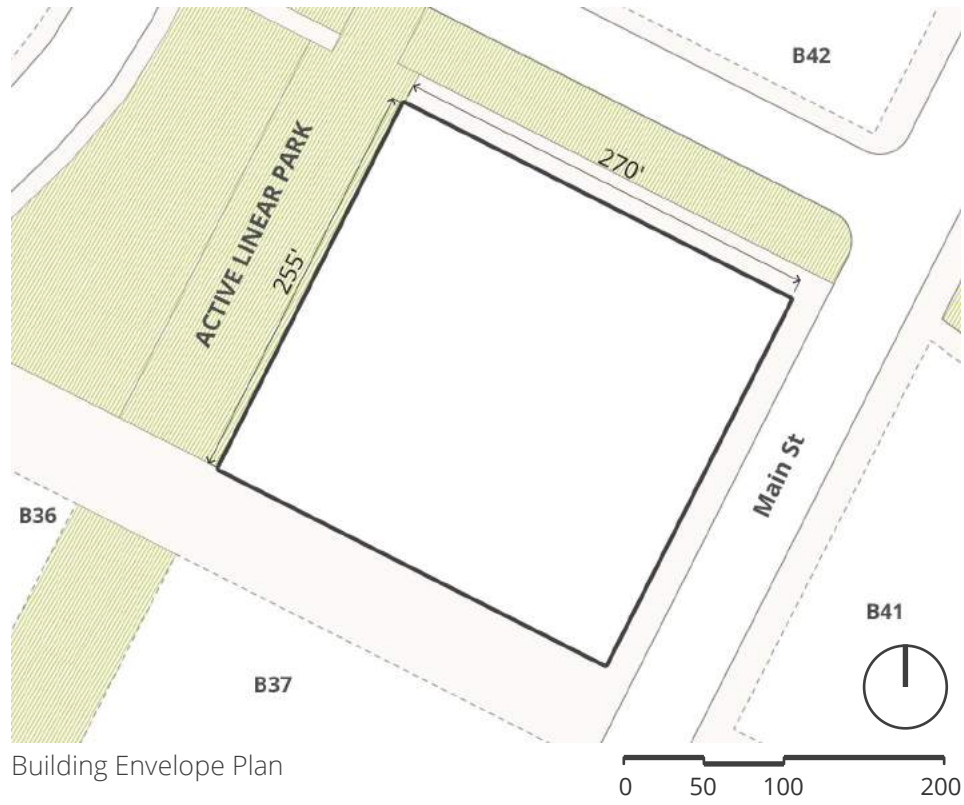 B42
270'
ACTIVE LINEAR PARK
255'
Main St
B36
B41
B37
Building Envelope Plan
0 50 100 200